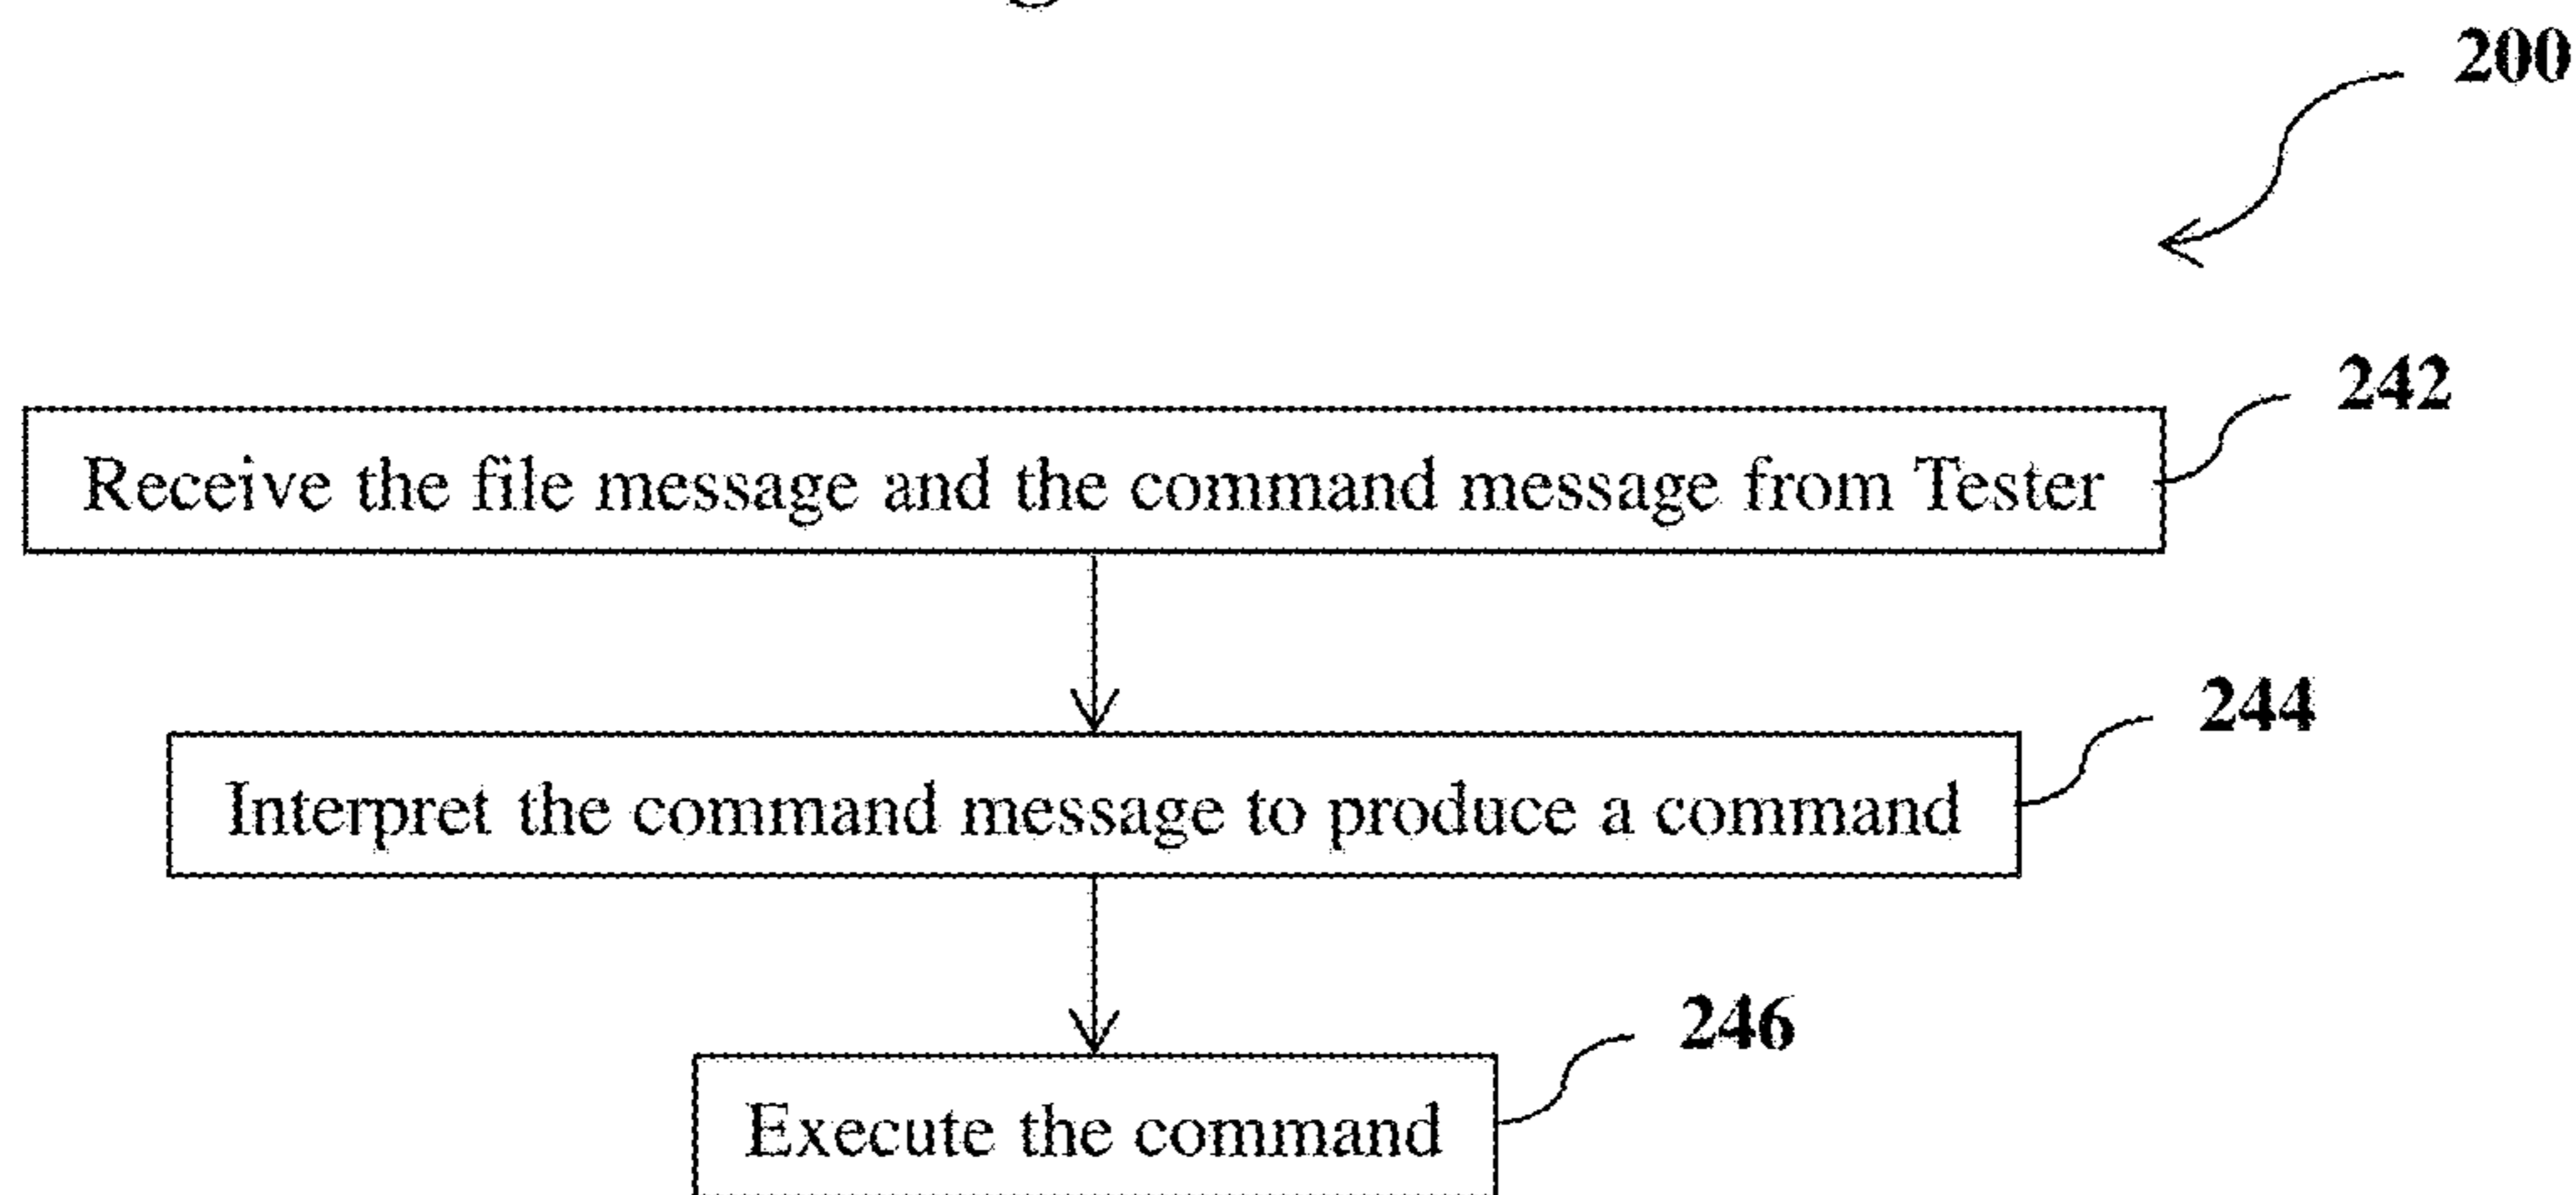 200
242
Receive the file message and the command message from Tester
244
Interpret the command message to produce a command
246
Execute the command